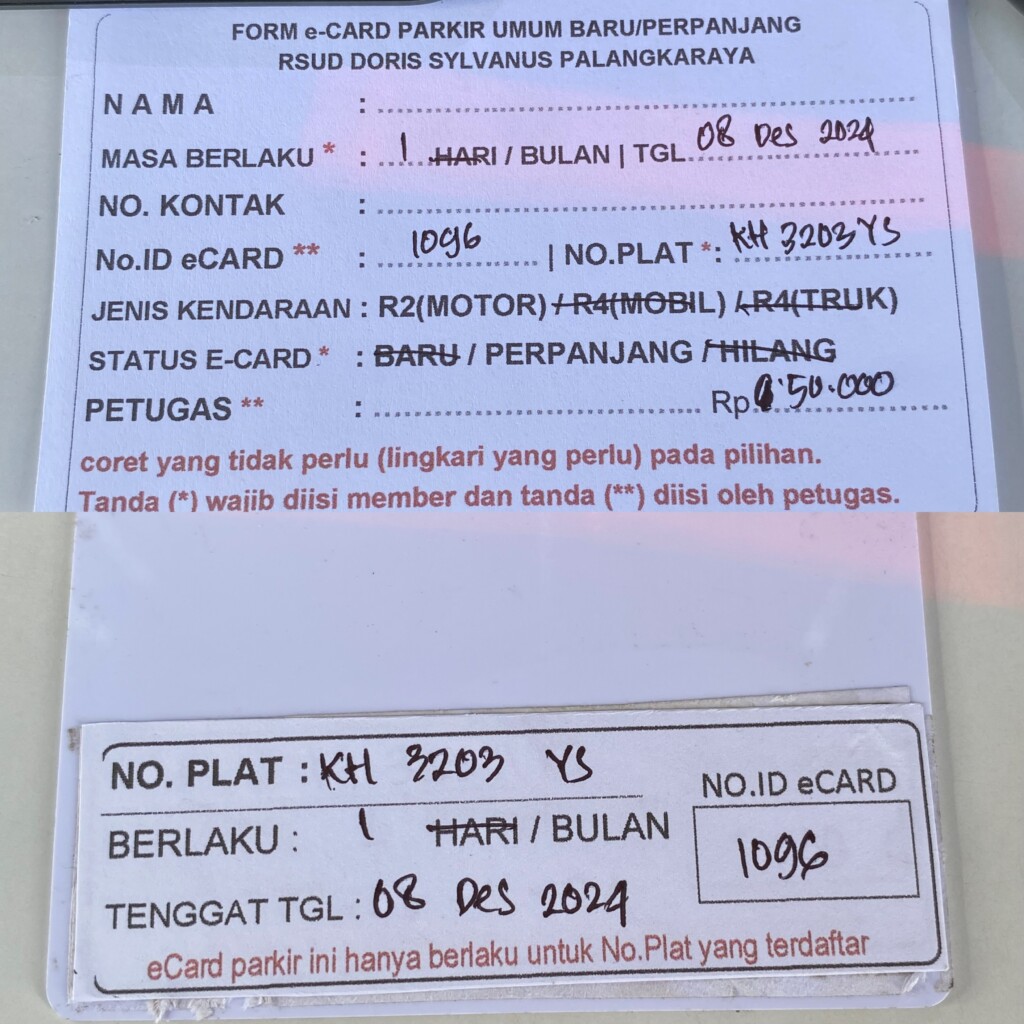 FORM e-CARD PARKIR UMUM BARU/PERPANJANG
RSUD DORIS SYLVANUS PALANGKARAYA
N A M A :
MASA BERLAKU * : 1 HARI / BULAN | TGL 08 Des 2024
NO. KONTAK :
No.ID eCARD ** : 1096 | NO.PLAT *: KH 3203 YS
JENIS KENDARAAN : R2(MOTOR) / R4(MOBIL) / R4(TRUK)
STATUS E-CARD * : BARU / PERPANJANG / HILANG
PETUGAS ** : Rp 50.000
coret yang tidak perlu (lingkari yang perlu) pada pilihan.
Tanda (*) wajib diisi member dan tanda (**) diisi oleh petugas.
NO. PLAT : KH 3203 YS
NO.ID eCARD
BERLAKU : 1 HARI / BULAN
1096
TENGGAT TGL : 08 Des 2024
eCard parkir ini hanya berlaku untuk No.Plat yang terdaftar